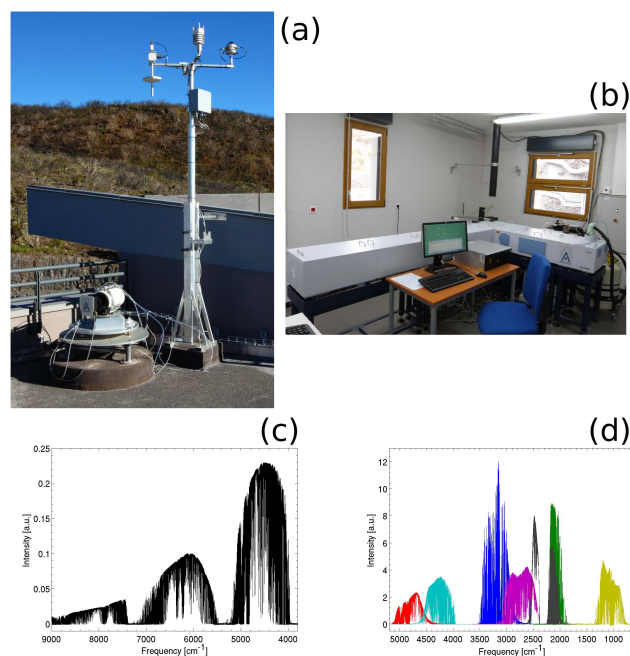 (a)
(b)
(c)
(d)
0.25
0.2
0.15
0.1
0.05
0
Intensity [a.u.]
9000 8000 7000 6000 5000 4000
Frequency [cm⁻¹]
12
10
8
6
4
2
0
Intensity [a.u.]
5000 4500 4000 3500 3000 2500 2000 1500 1000
Frequency [cm⁻¹]